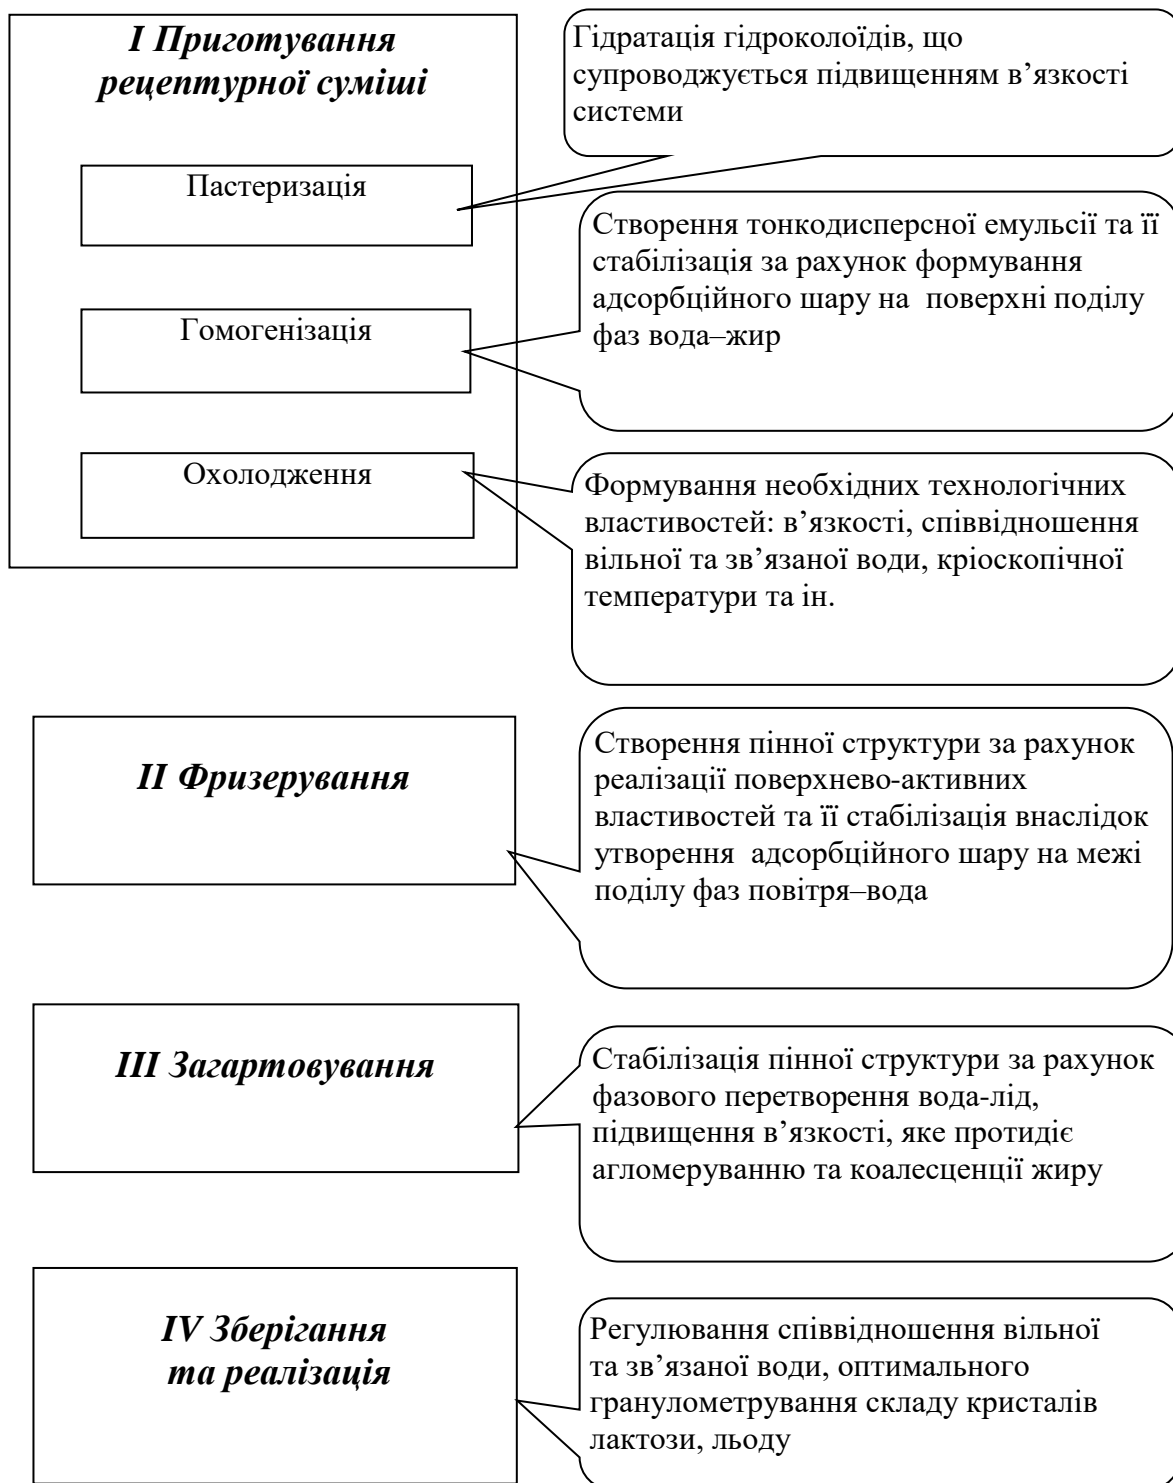 I Приготування
рецептурної суміші
Гідратація гідроколоїдів, що
супроводжується підвищенням в’язкості
системи
Пастеризація
Створення тонкодисперсної емульсії та її
стабілізація за рахунок формування
адсорбційного шару на поверхні поділу
фаз вода–жир
Гомогенізація
Охолодження
Формування необхідних технологічних
властивостей: в’язкості, співвідношення
вільної та зв’язаної води, кріоскопічної
температури та ін.
II Фризерування
Створення пінної структури за рахунок
реалізації поверхнево-активних
властивостей та її стабілізація внаслідок
утворення адсорбційного шару на межі
поділу фаз повітря–вода
III Загартовування
Стабілізація пінної структури за рахунок
фазового перетворення вода-лід,
підвищення в’язкості, яке протидіє
агломеруванню та коалесценції жиру
IV Зберігання
та реалізація
Регулювання співвідношення вільної
та зв’язаної води, оптимального
гранулометрування складу кристалів
лактози, льоду